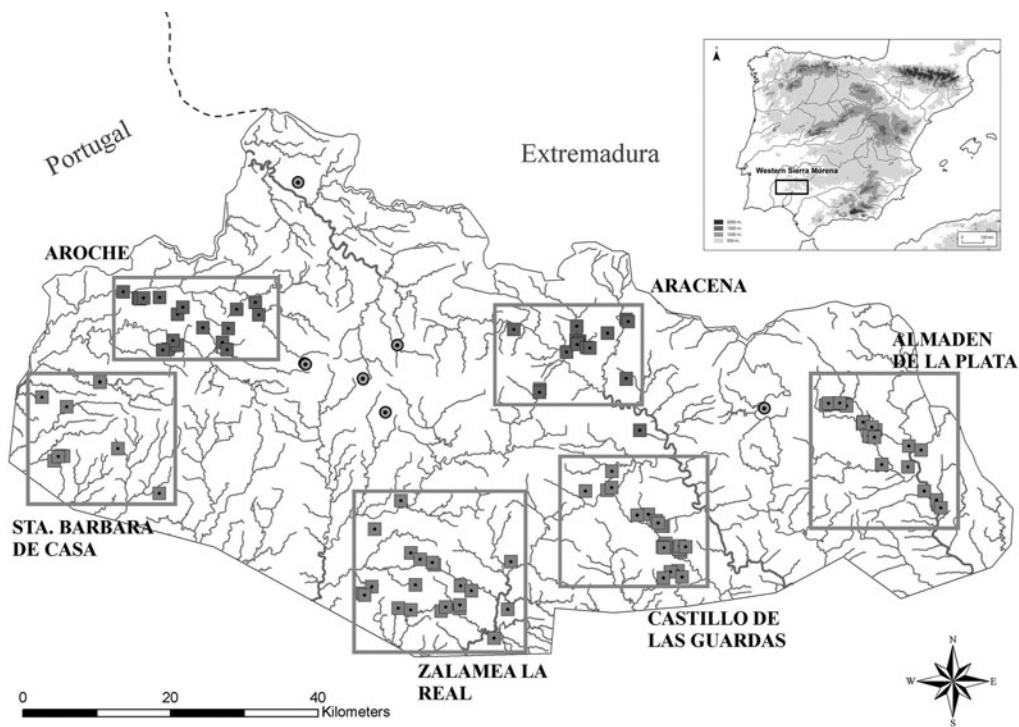 Portugal
Extremadura
N
Western Sierra Morena
AROCHE
ARACENA
ALMADEN
DE LA PLATA
STA. BARBARA
DE CASA
CASTILLO DE
LAS GUARDAS
ZALAMEA LA
REAL
0 20 40
Kilometers
N
W E
S